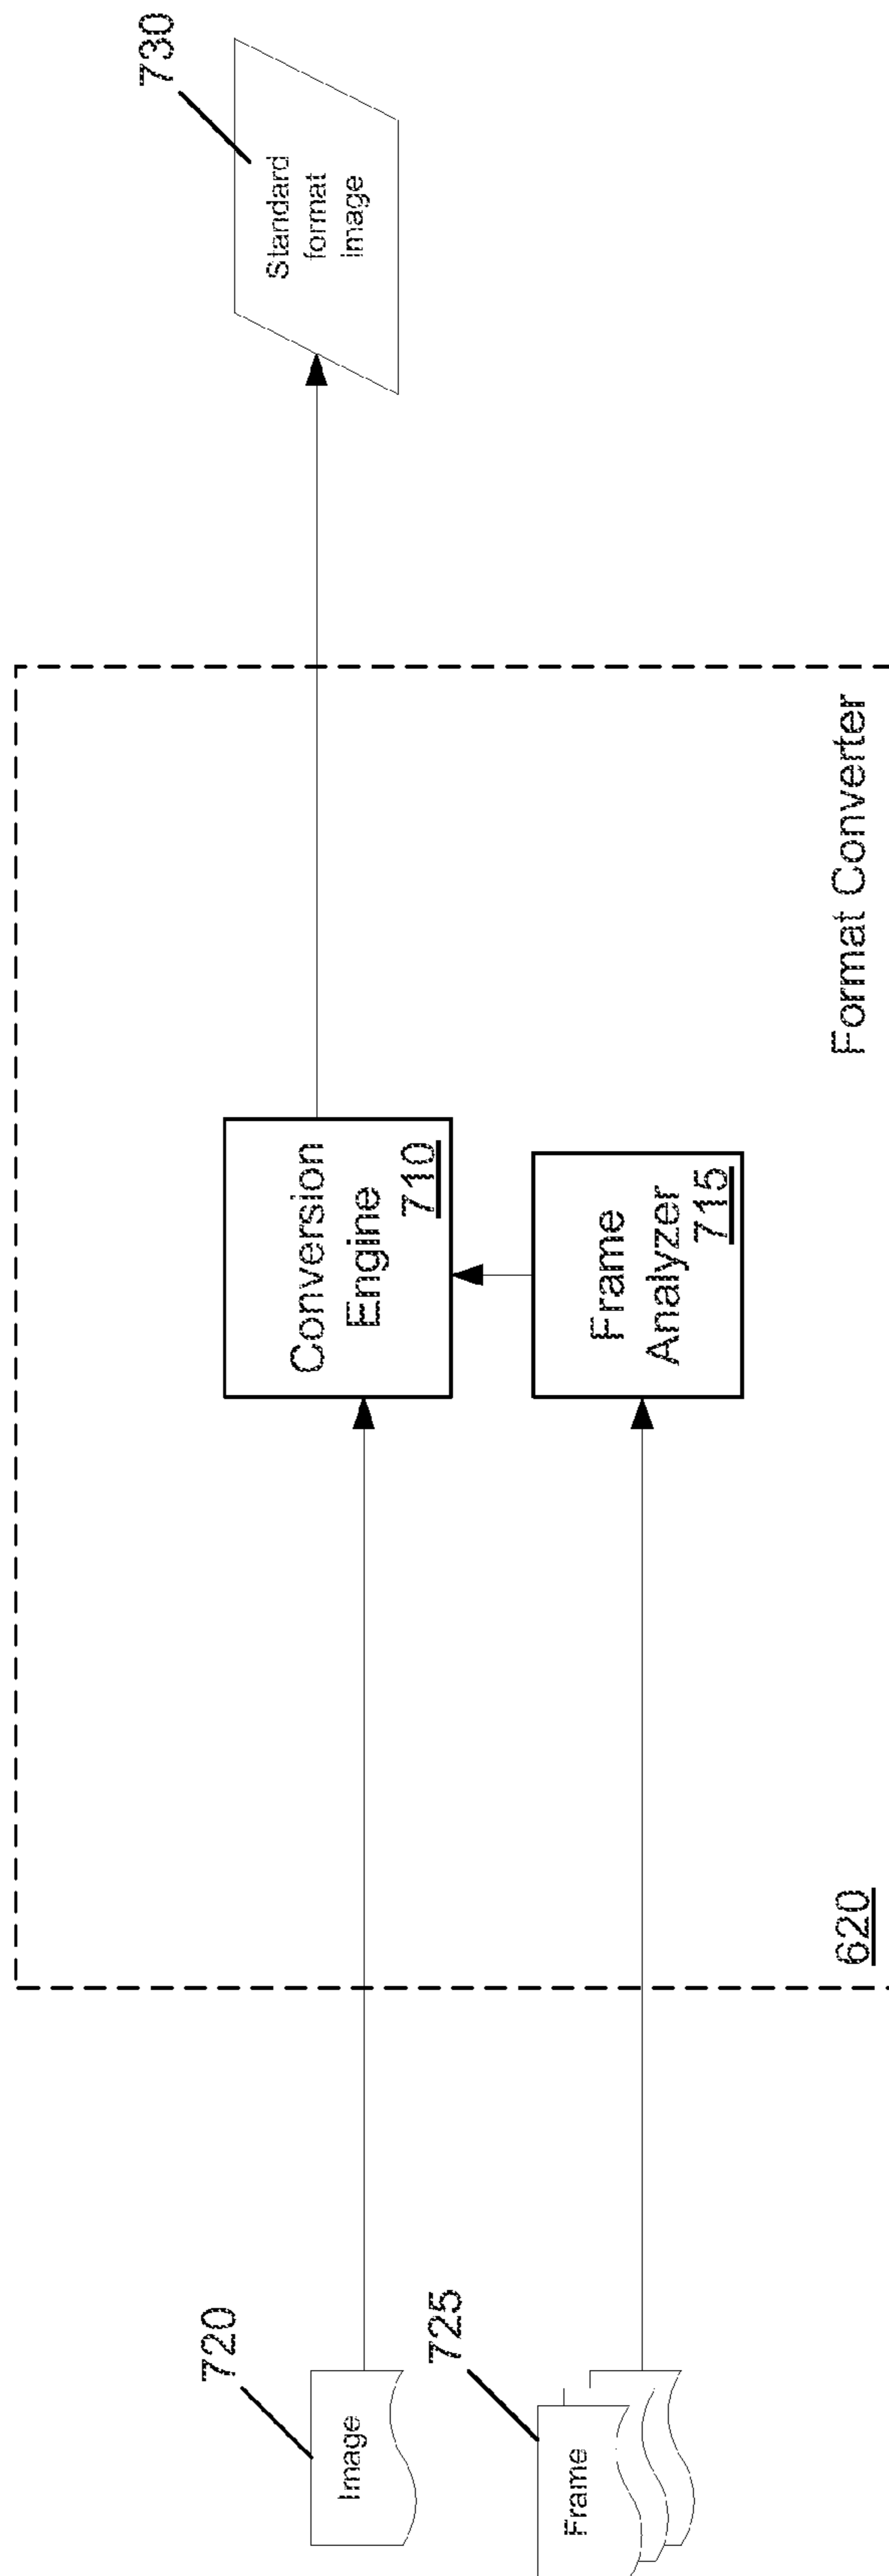 720
Image
725
Frame
Conversion
Engine
710
Frame
Analyzer
715
620
Format Converter
730
Standard
format
image